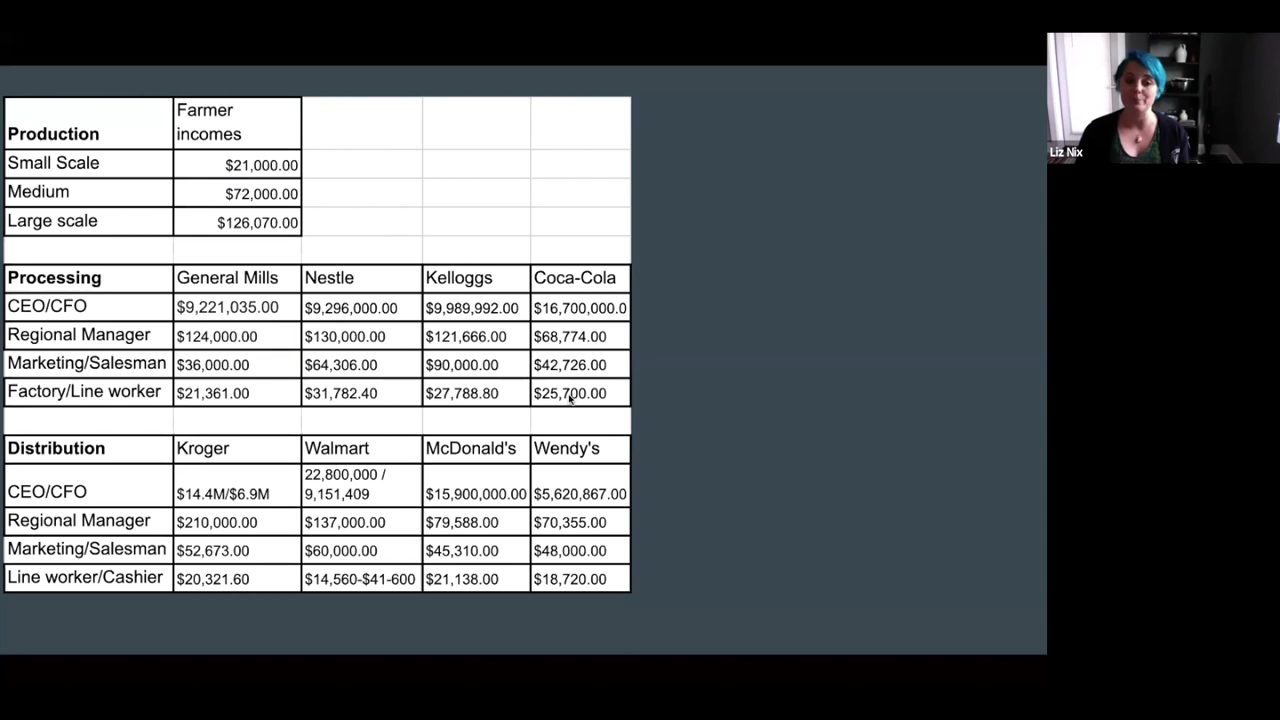 Farmer
Production incomes
Small Scale $21,000.00
Medium $72,000.00
Large scale $126,070.00
Processing General Mills Nestle Kelloggs Coca-Cola
CEO/CFO $9,221,035.00 $9,296,000.00 $9,989,992.00 $16,700,000.0
Regional Manager $124,000.00 $130,000.00 $121,666.00 $68,774.00
Marketing/Salesman $36,000.00 $64,306.00 $90,000.00 $42,726.00
Factory/Line worker $21,361.00 $31,782.40 $27,788.80 $25,700.00
Distribution Kroger Walmart McDonald's Wendy's
22,800,000 /
CEO/CFO $14.4M/$6.9M 9,151,409 $15,900,000.00 $5,620,867.00
Regional Manager $210,000.00 $137,000.00 $79,588.00 $70,355.00
Marketing/Salesman $52,673.00 $60,000.00 $45,310.00 $48,000.00
Line worker/Cashier $20,321.60 $14,560-$41-600 $21,138.00 $18,720.00
Liz Nix